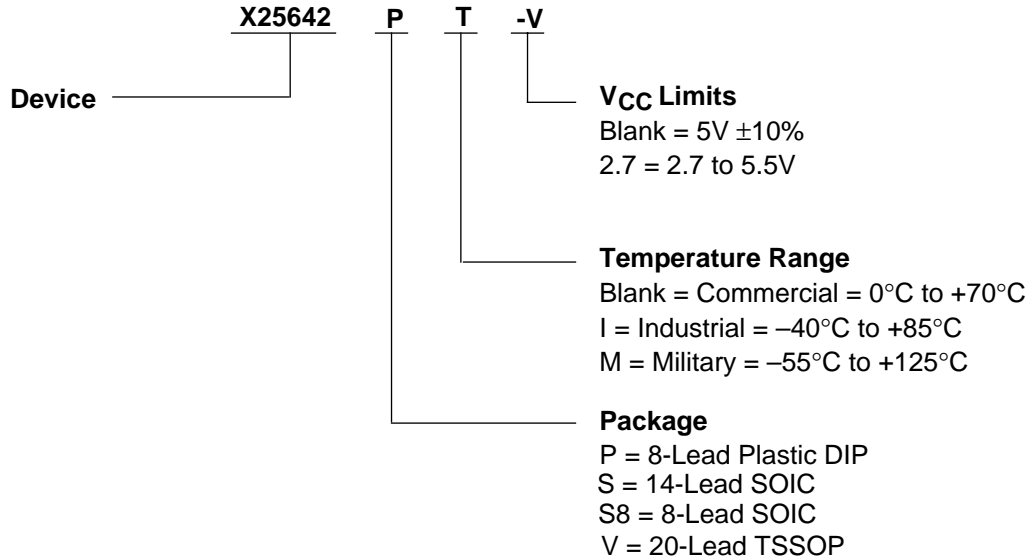 X25642 P T -V
Device
VCC Limits
Blank = 5V ±10%
2.7 = 2.7 to 5.5V
Temperature Range
Blank = Commercial = 0°C to +70°C
I = Industrial = –40°C to +85°C
M = Military = –55°C to +125°C
Package
P = 8-Lead Plastic DIP
S = 14-Lead SOIC
S8 = 8-Lead SOIC
V = 20-Lead TSSOP